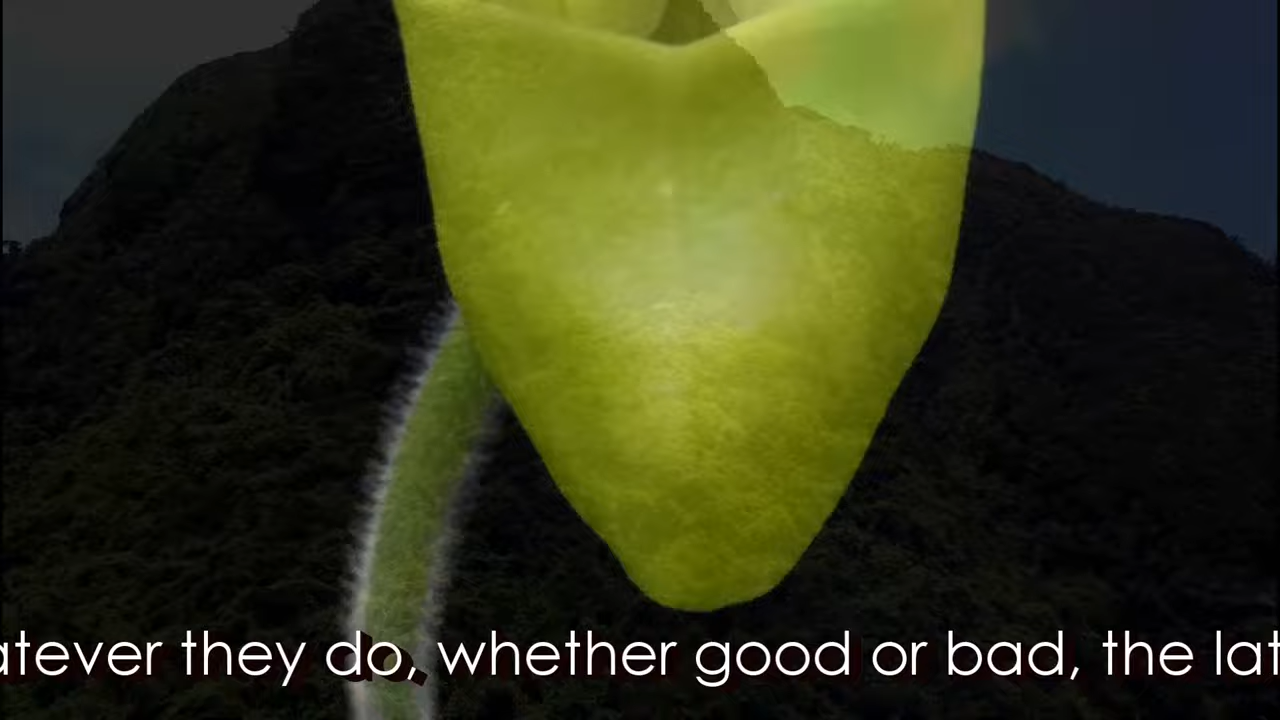 atever they do, whether good or bad, the lat